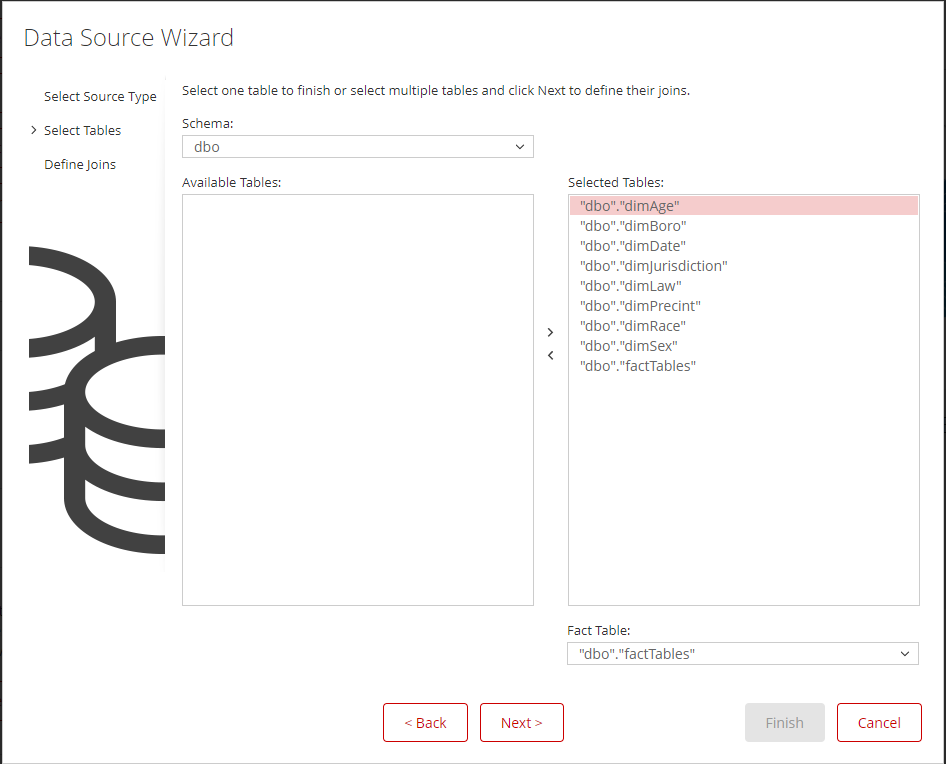 Data Source Wizard
Select Source Type
Select Tables
Define Joins
Select one table to finish or select multiple tables and click Next to define their joins.
Schema:
dbo
Available Tables:
Selected Tables:
"dbo"."dimAge"
"dbo"."dimBoro"
"dbo"."dimDate"
"dbo"."dimJurisdiction"
"dbo"."dimLaw"
"dbo"."dimPrecint"
"dbo"."dimRace"
"dbo"."dimSex"
"dbo"."factTables"
Fact Table:
"dbo"."factTables"
< Back
Next >
Finish
Cancel